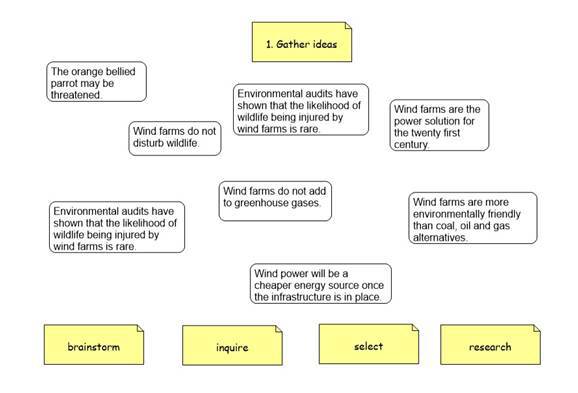 1. Gather ideas
The orange bellied
parrot may be
threatened.
Environmental audits have
shown that the likelihood of
wildlife being injured by
wind farms is rare.
Wind farms are the
power solution for
the twenty first
century.
Wind farms do not
disturb wildlife.
Wind farms do not add
to greenhouse gases.
Wind farms are more
environmentally friendly
than coal, oil and gas
alternatives.
Environmental audits have
shown that the likelihood of
wildlife being injured by
wind farms is rare.
Wind power will be a
cheaper energy source once
the infrastructure is in place.
brainstorm
inquire
select
research